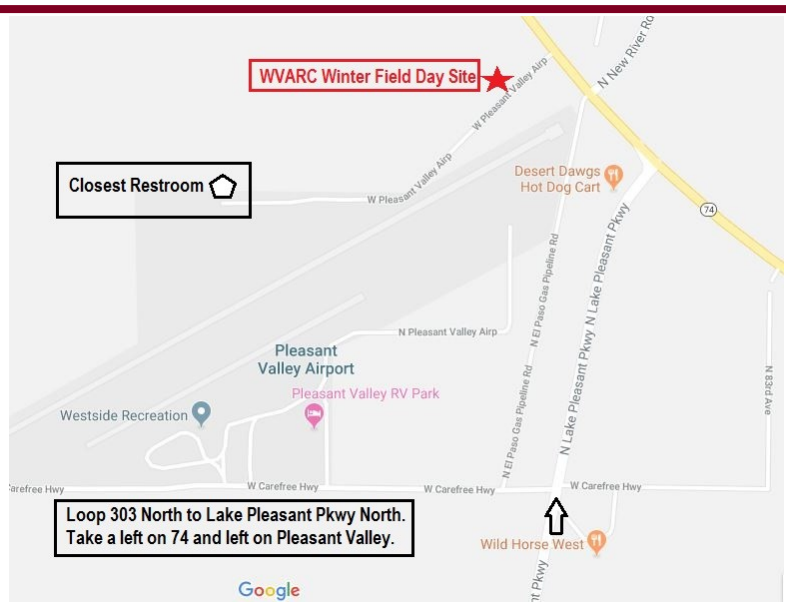 WVARC Winter Field Day Site
N New River Rd
W Pleasant Valley Airp
Closest Restroom
W Pleasant Valley Airp
Desert Dawgs
Hot Dog Cart
74
N El Paso Gas Pipeline Rd
N Lake Pleasant Pkwy
N Lake Pleasant Pkwy
N Pleasant Valley Airp
Pleasant
Valley Airport
Pleasant Valley RV Park
Westside Recreation
N El Paso Gas Pipeline Rd
N 83rd Ave
Carefree Hwy
W Carefree Hwy
W Carefree Hwy
W Carefree Hwy
Loop 303 North to Lake Pleasant Pkwy North.
Take a left on 74 and left on Pleasant Valley.
Wild Horse West
t Pkwy
Google